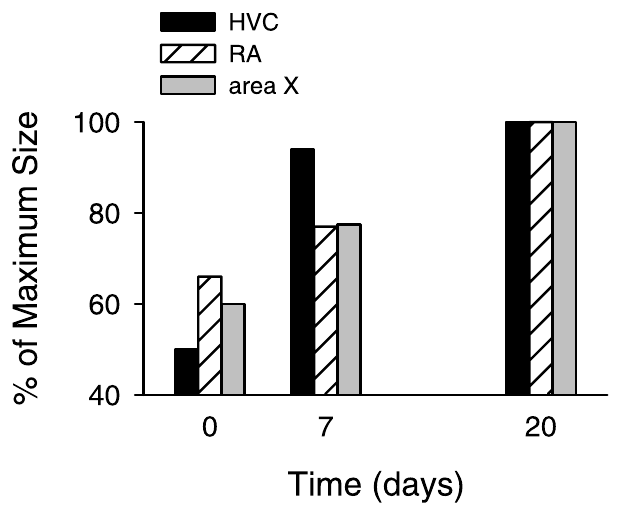 HVC
RA
area X
% of Maximum Size
100
80
60
40
0 7 20
Time (days)